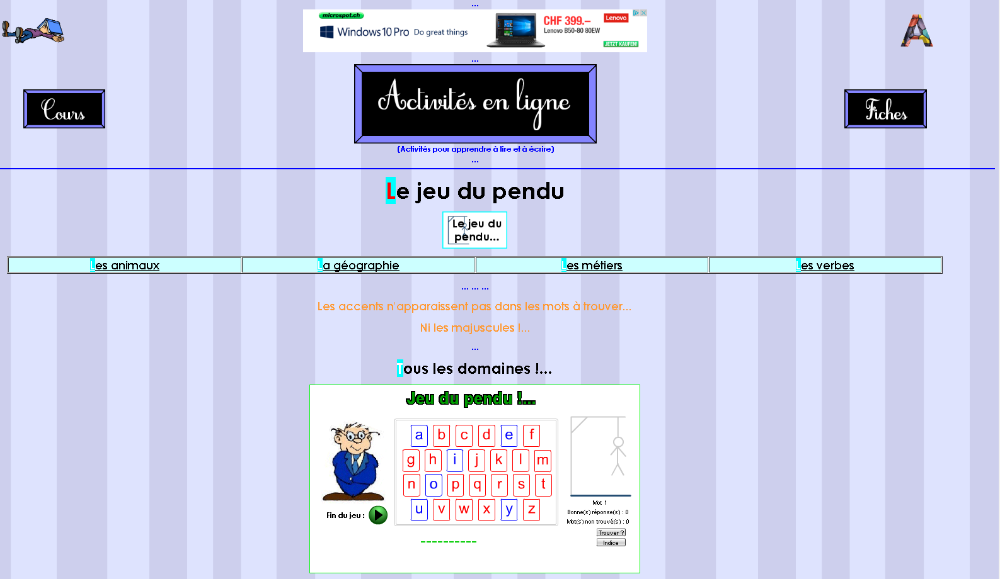 ...
microspot.ch
Windows 10 Pro Do great things
CHF 399.–
Lenovo B50-80 80EW
Lenovo
JETZT KAUFEN!
...
Cours
Activités en ligne
Fiches
(Activités pour apprendre à lire et à écrire)
...
Le jeu du pendu
Le jeu du
pendu...
Les animaux La géographie Les métiers Les verbes
... ... ...
Les accents n'apparaissent pas dans les mots à trouver...
Ni les majuscules !...
...
Tous les domaines !...
Jeu du pendu !...
a b c d e f
g h i j k l m
n o p q r s t
u v w x y z
Fin du jeu :
Mot 1
Bonne(s) réponse(s) : 0
Mot(s) non trouvé(s) : 0
Trouver ?
Indice
----------